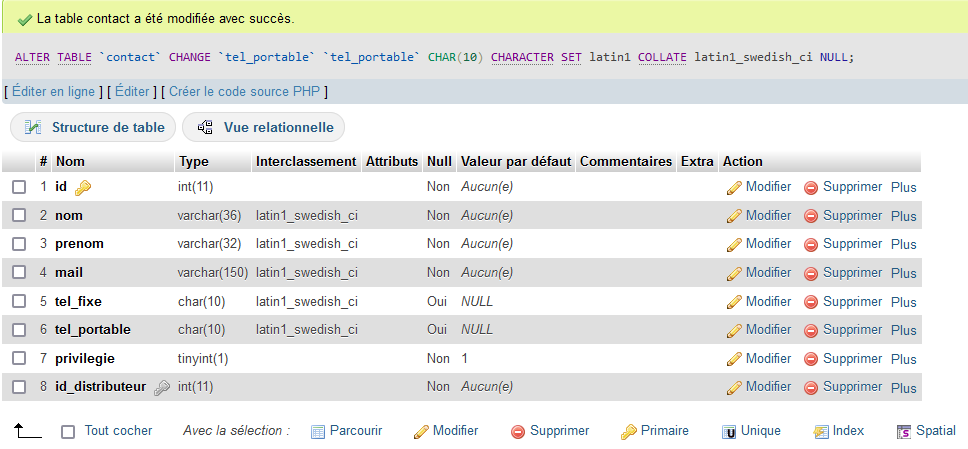 La table contact a été modifiée avec succès.
ALTER TABLE `contact` CHANGE `tel_portable` `tel_portable` CHAR(10) CHARACTER SET latin1 COLLATE latin1_swedish_ci NULL;
[ Éditer en ligne ] [ Éditer ] [ Créer le code source PHP ]
Structure de table Vue relationnelle
# Nom Type Interclassement Attributs Null Valeur par défaut Commentaires Extra Action
1 id int(11) Non Aucun(e) Modifier Supprimer Plus
2 nom varchar(36) latin1_swedish_ci Non Aucun(e) Modifier Supprimer Plus
3 prenom varchar(32) latin1_swedish_ci Non Aucun(e) Modifier Supprimer Plus
4 mail varchar(150) latin1_swedish_ci Non Aucun(e) Modifier Supprimer Plus
5 tel_fixe char(10) latin1_swedish_ci Oui NULL Modifier Supprimer Plus
6 tel_portable char(10) latin1_swedish_ci Oui NULL Modifier Supprimer Plus
7 privilegie tinyint(1) Non 1 Modifier Supprimer Plus
8 id_distributeur int(11) Non Aucun(e) Modifier Supprimer Plus
Tout cocher Avec la sélection : Parcourir Modifier Supprimer Primaire Unique Index Spatial